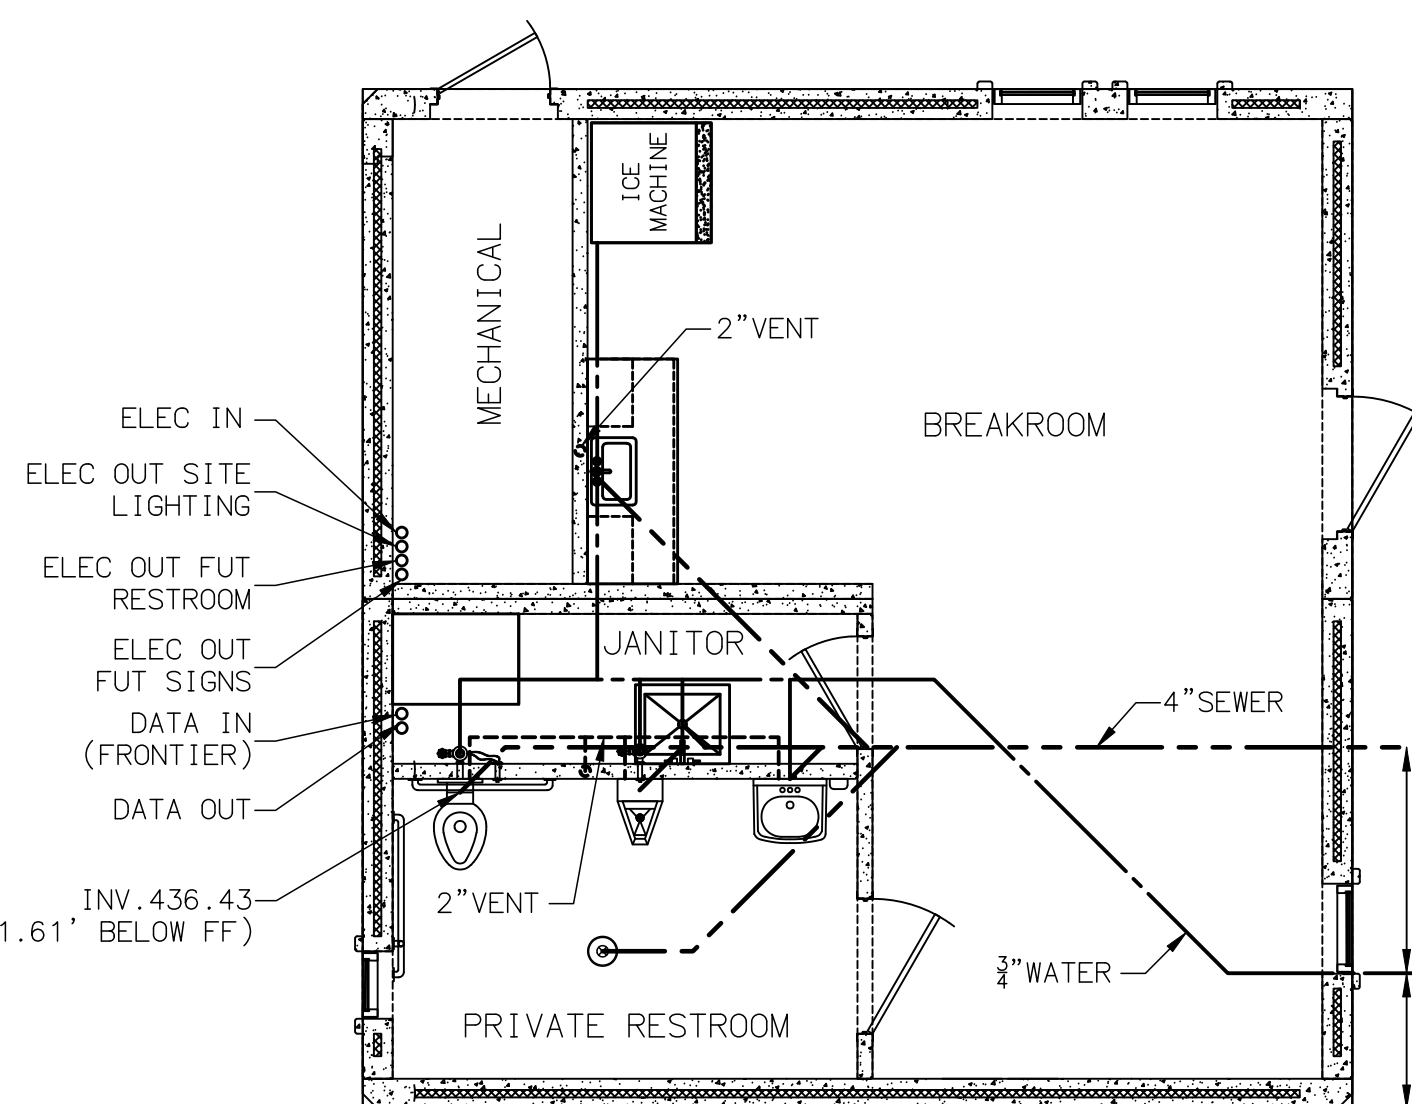 ICE
MACHINE
MECHANICAL
2"VENT
BREAKROOM
ELEC IN
ELEC OUT SITE
LIGHTING
ELEC OUT FUT
RESTROOM
ELEC OUT
FUT SIGNS
JANITOR
DATA IN
(FRONTIER)
DATA OUT
4"SEWER
INV.436.43
1.61' BELOW FF)
2"VENT
3/4"WATER
PRIVATE RESTROOM